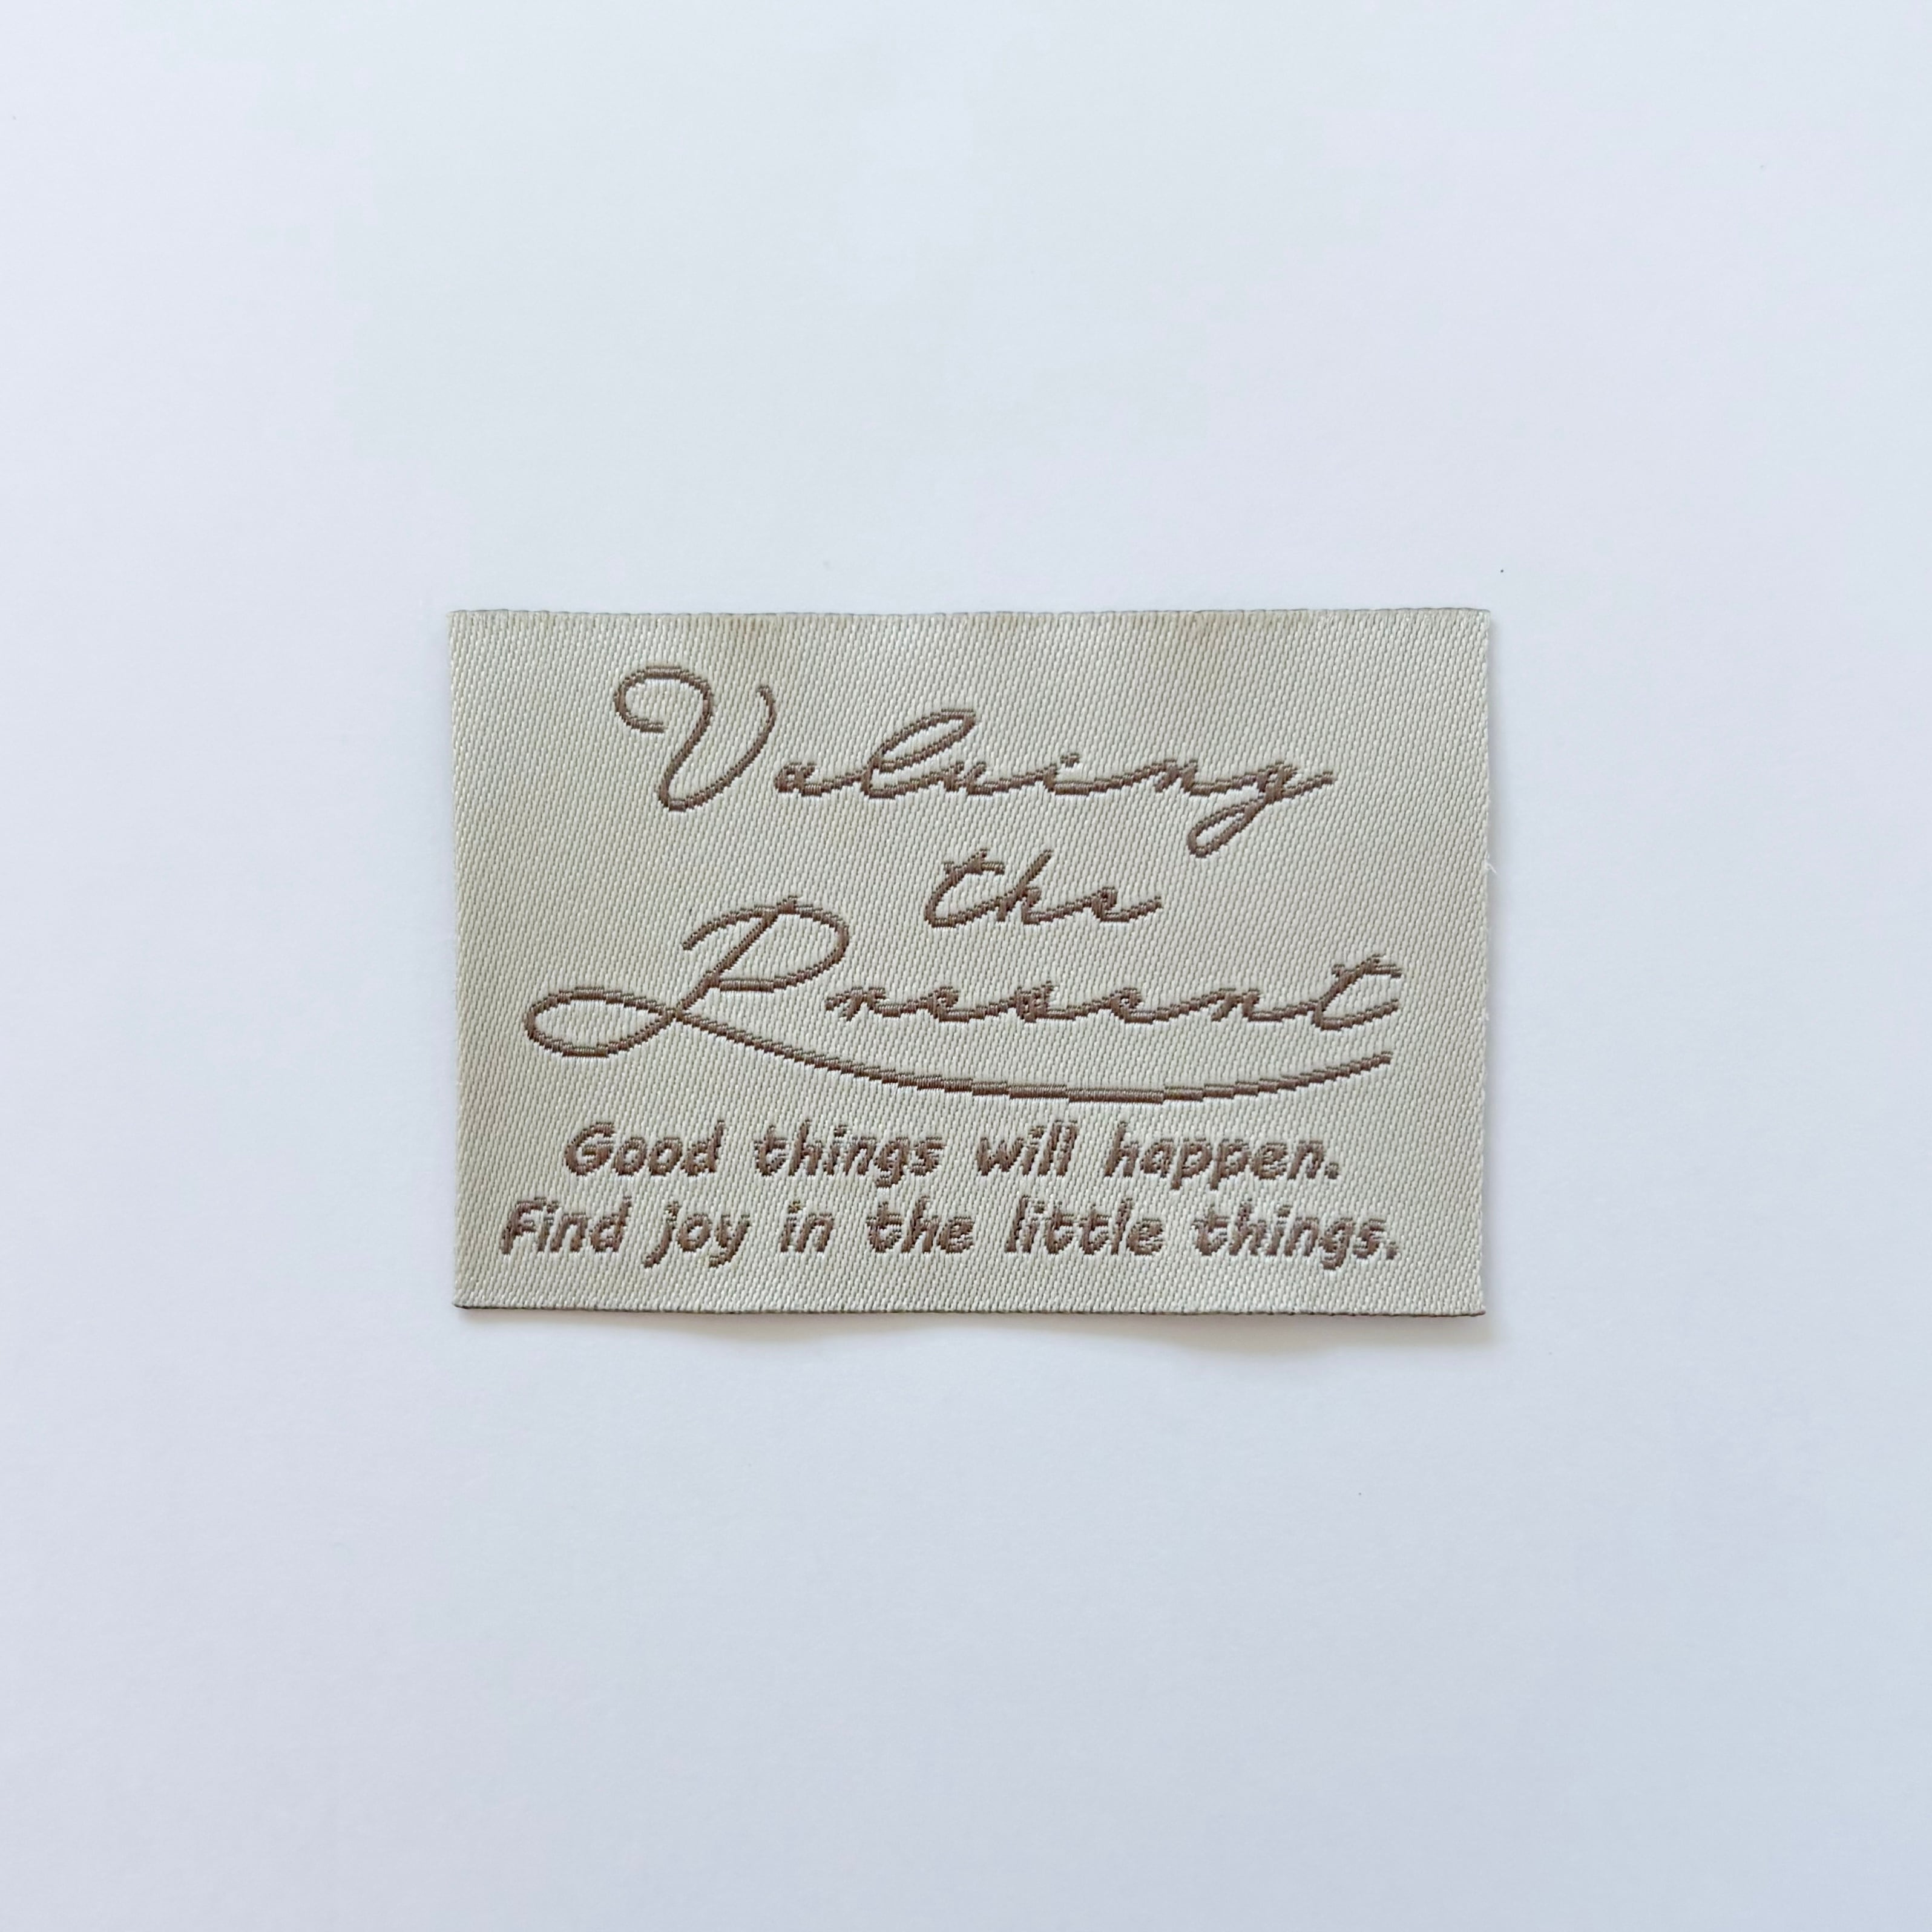 Valuing
the
Present
Good things will happen.
Find joy in the little things.